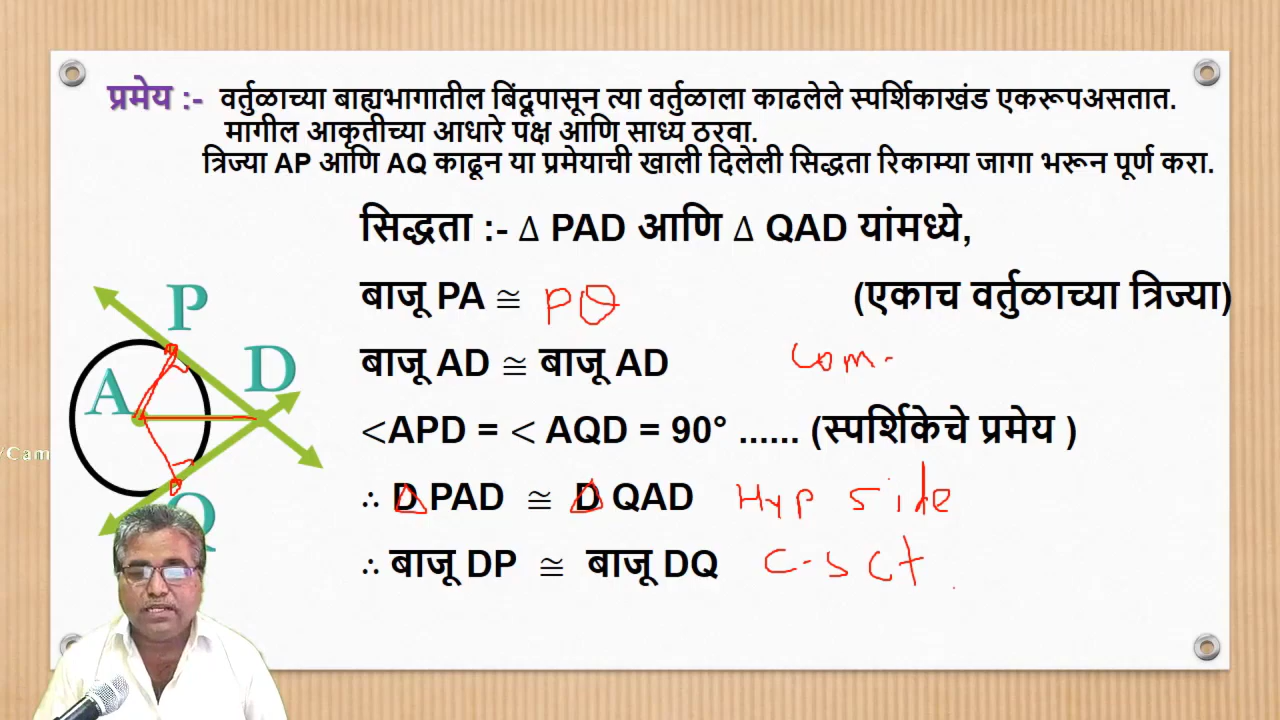 प्रमेय :- वर्तुळाच्या बाह्यभागातील बिंदूपासून त्या वर्तुळाला काढलेले स्पर्शिकाखंड एकरूपअसतात.
मागील आकृतीच्या आधारे पक्ष आणि साध्य ठरवा.
त्रिज्या AP आणि AQ काढून या प्रमेयाची खाली दिलेली सिद्धता रिकाम्या जागा भरून पूर्ण करा.
सिद्धता :- ∆ PAD आणि ∆ QAD यांमध्ये,
बाजू PA ≅ PQ (एकाच वर्तुळाच्या त्रिज्या)
बाजू AD ≅ बाजू AD com.
<APD = < AQD = 90° ...... (स्पर्शिकेचे प्रमेय )
∴ D PAD ≅ D QAD Hyp side
∴ बाजू DP ≅ बाजू DQ c-sct
P
D
A
Q
/Cam